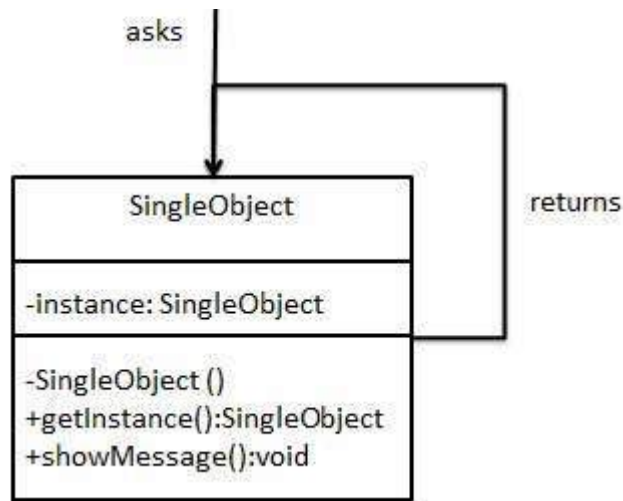 asks
SingleObject
returns
-instance: SingleObject
-SingleObject ()
+getInstance():SingleObject
+showMessage():void